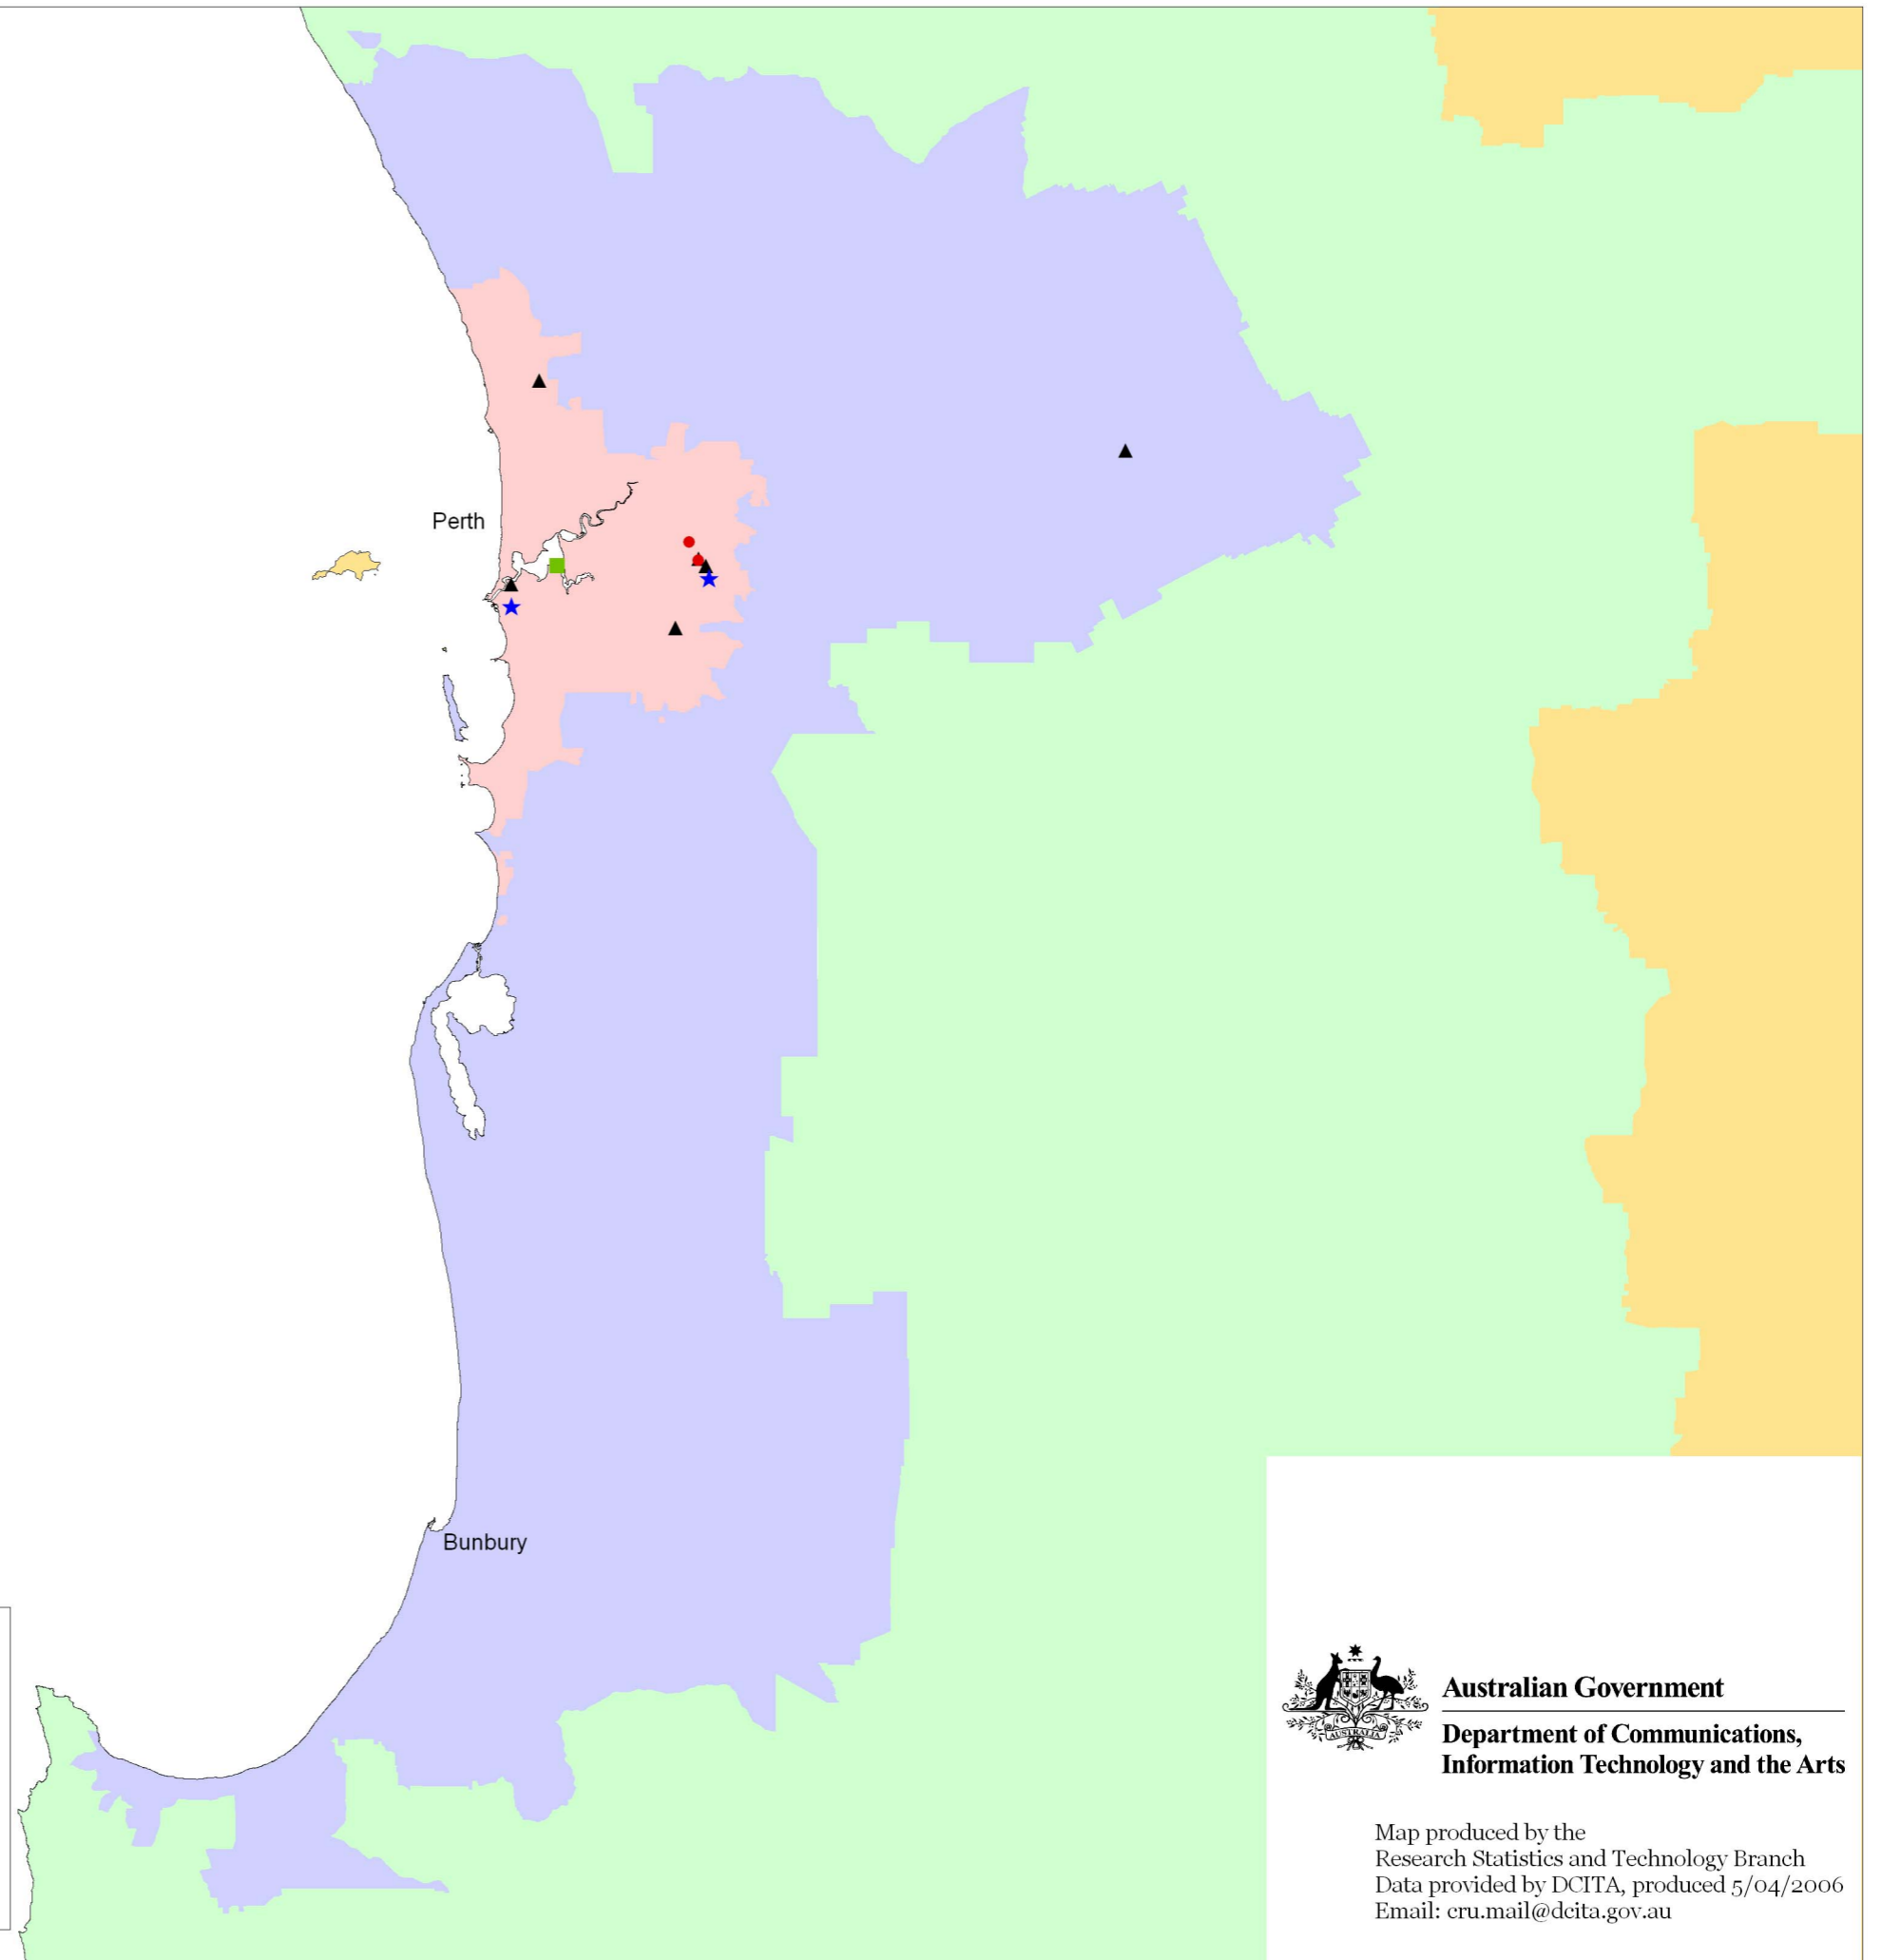 Perth
Bunbury
AUSTRALIA
Australian Government
Department of Communications,
Information Technology and the Arts
Map produced by the
Research Statistics and Technology Branch
Data provided by DCITA, produced 5/04/2006
Email: cru.mail@dcita.gov.au